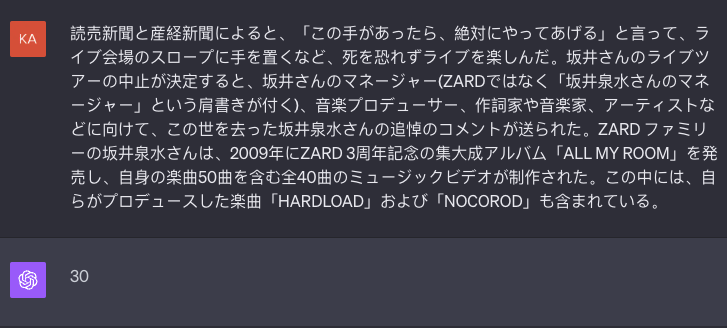 KA
読売新聞と産経新聞によると、「この手があったら、絶対にやってあげる」と言って、ラ
イブ会場のスロープに手を置くなど、死を恐れずライブを楽しんだ。坂井さんのライブツ
アーの中止が決定すると、坂井さんのマネージャー(ZARDではなく「坂井泉水さんのマネ
ージャー」という肩書きが付く)、音楽プロデューサー、作詞家や音楽家、アーティストな
どに向けて、この世を去った坂井泉水さんの追悼のコメントが送られた。ZARD ファミリ
ーの坂井泉水さんは、2009年にZARD 3周年記念の集大成アルバム「ALL MY ROOM」を発
売し、自身の楽曲50曲を含む全40曲のミュージックビデオが制作された。この中には、自
らがプロデュースした楽曲「HARDLOAD」および「NOCOROD」も含まれている。
30